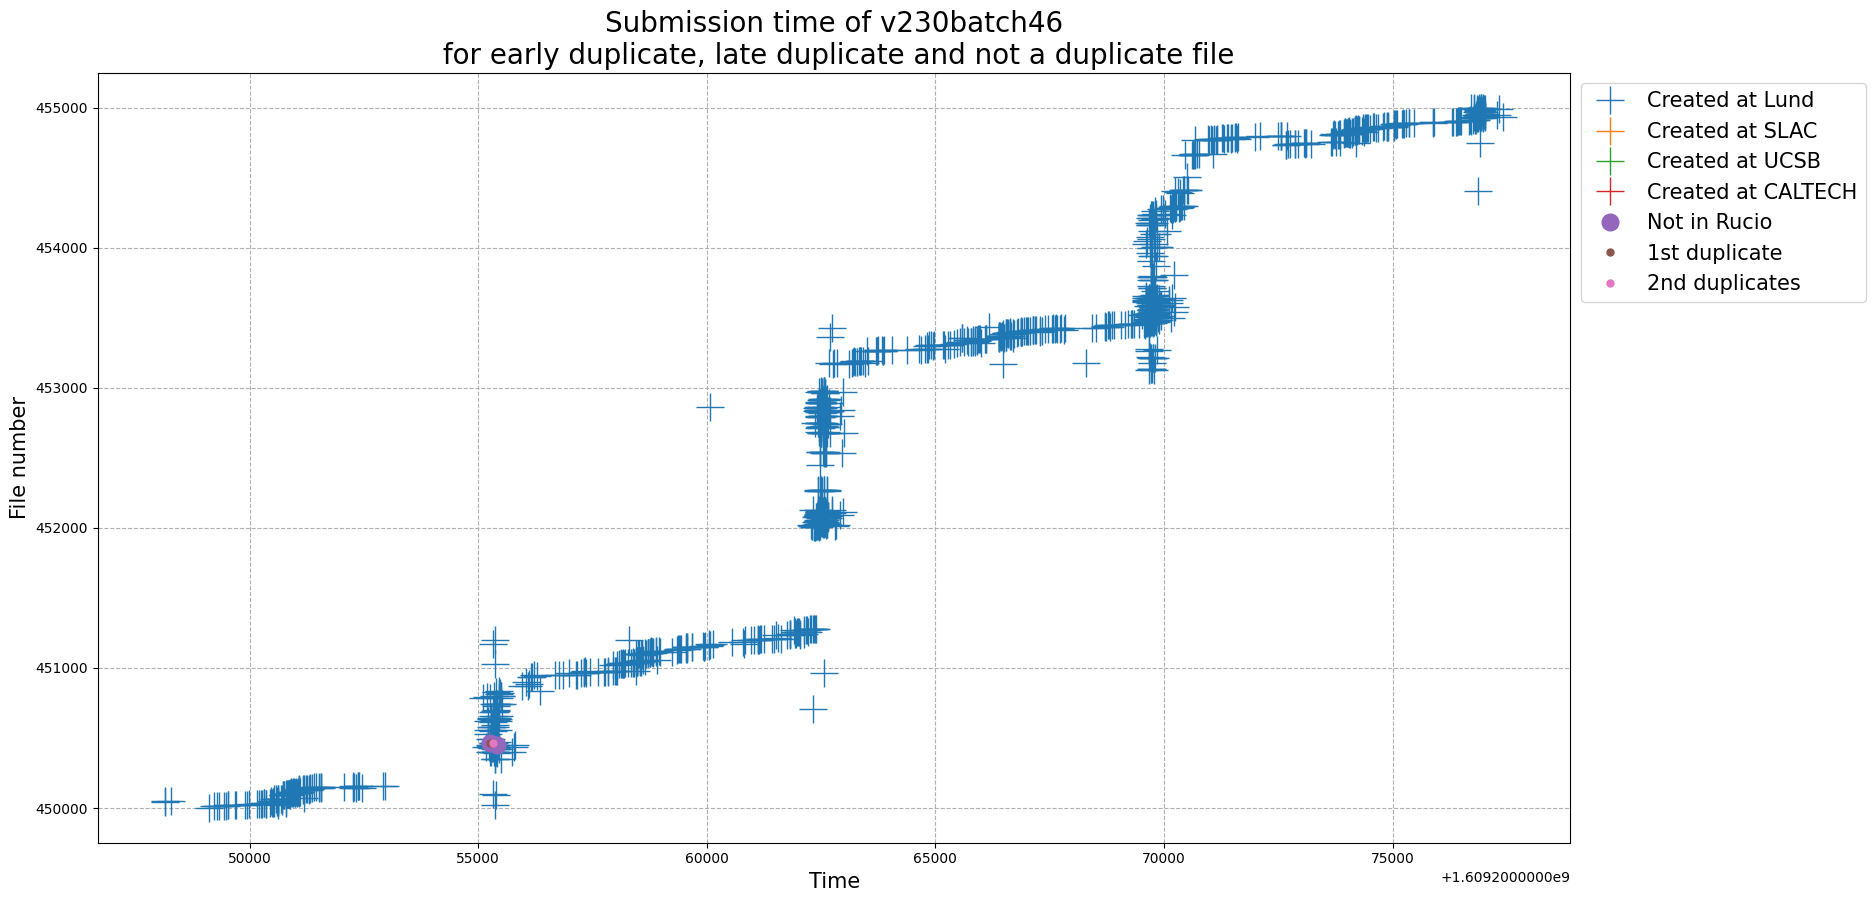 Submission time of v230batch46
for early duplicate, late duplicate and not a duplicate file
455000
454000
453000
452000
451000
450000
File number
50000
55000
60000
65000
70000
75000
+1.6092000000e9
Time
Created at Lund
Created at SLAC
Created at UCSB
Created at CALTECH
Not in Rucio
1st duplicate
2nd duplicates